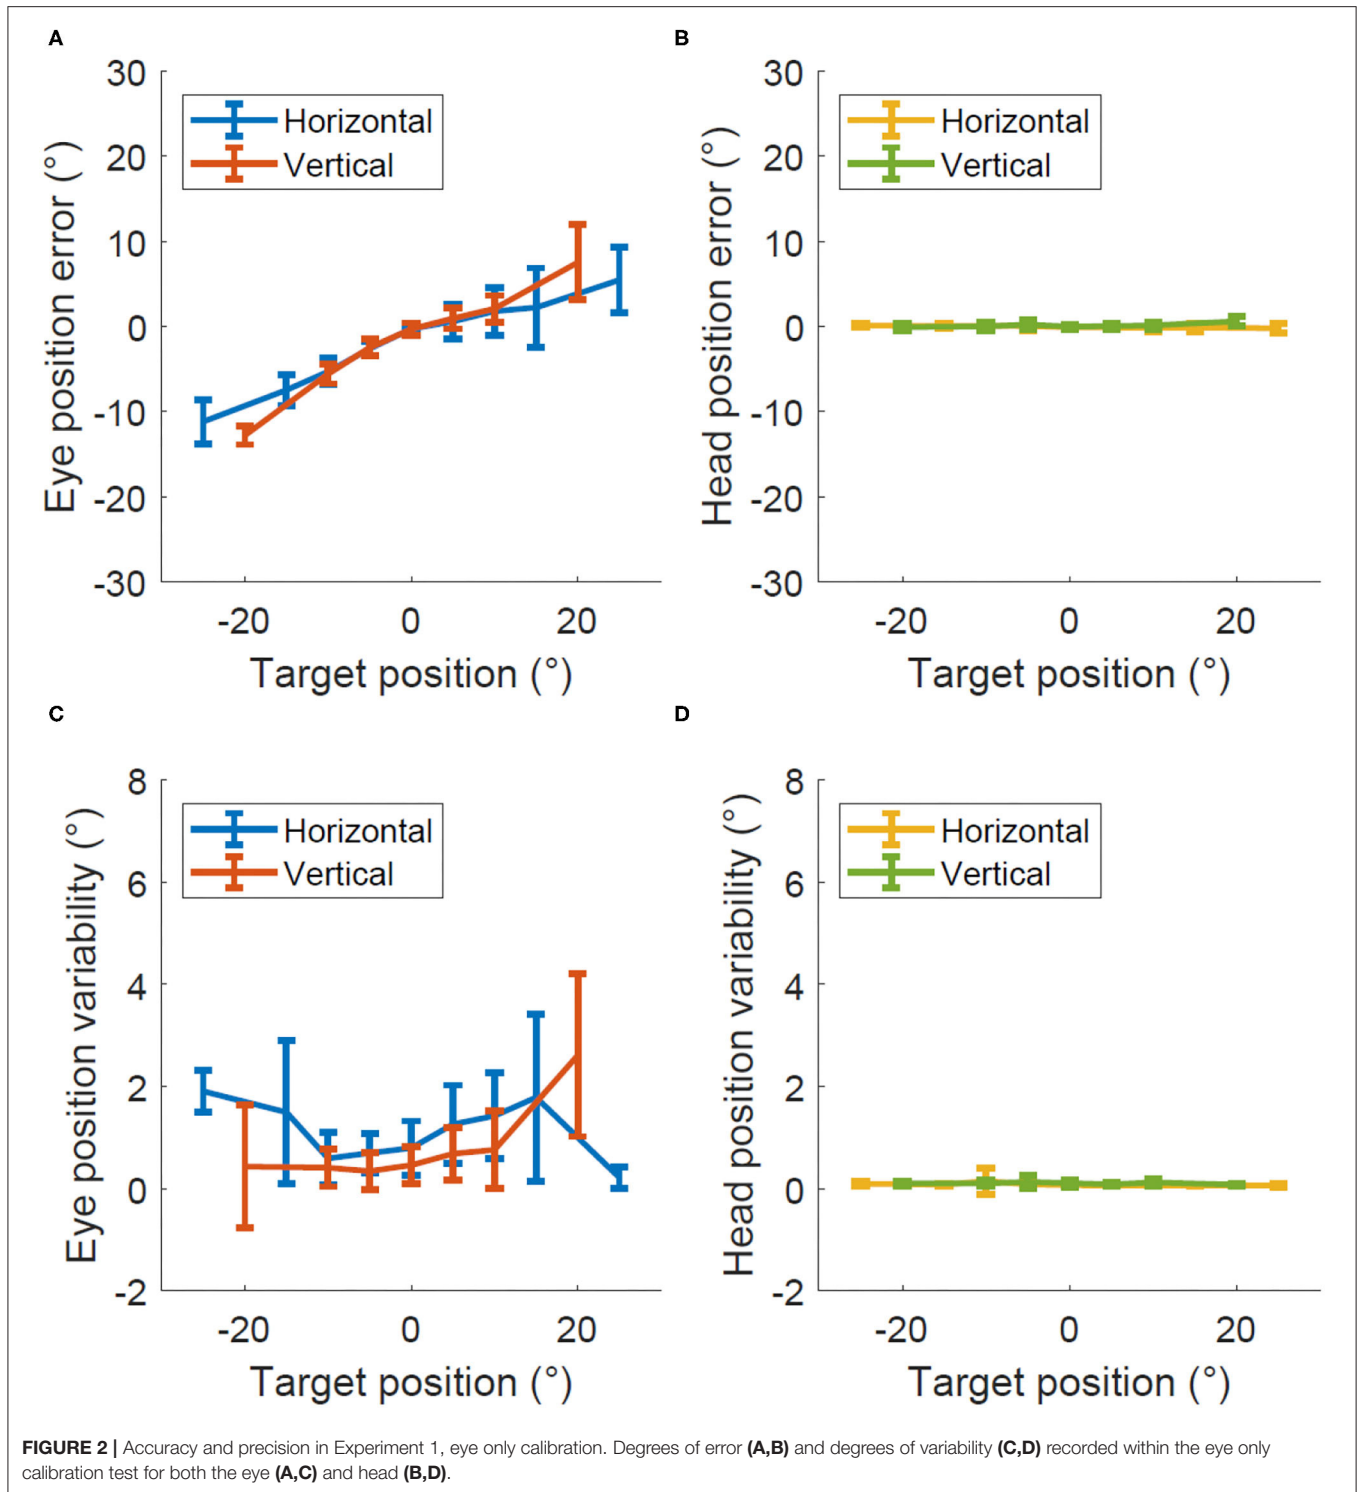 A
30
20
10
0
-10
-20
-30
Eye position error (°)
Horizontal
Vertical
-20 0 20
Target position (°)
B
30
20
10
0
-10
-20
-30
Head position error (°)
Horizontal
Vertical
-20 0 20
Target position (°)
C
8
6
4
2
0
-2
Eye position variability (°)
Horizontal
Vertical
-20 0 20
Target position (°)
D
8
6
4
2
0
-2
Head position variability (°)
Horizontal
Vertical
-20 0 20
Target position (°)
FIGURE 2 | Accuracy and precision in Experiment 1, eye only calibration. Degrees of error (A,B) and degrees of variability (C,D) recorded within the eye only
calibration test for both the eye (A,C) and head (B,D).